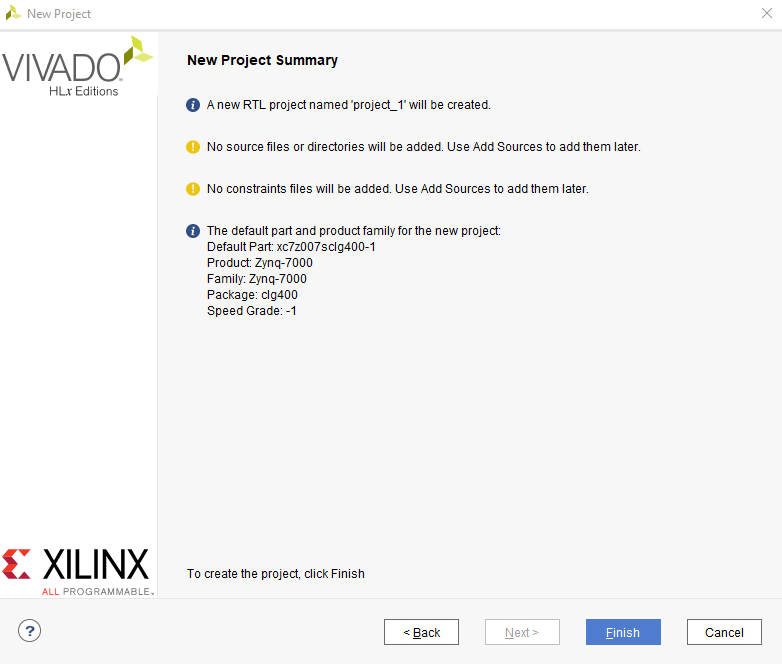 New Project
VIVADO
HLx Editions
New Project Summary
A new RTL project named 'project_1' will be created.
No source files or directories will be added. Use Add Sources to add them later.
No constraints files will be added. Use Add Sources to add them later.
The default part and product family for the new project:
Default Part: xc7z007sclg400-1
Product: Zynq-7000
Family: Zynq-7000
Package: clg400
Speed Grade: -1
XILINX
ALL PROGRAMMABLE™
To create the project, click Finish
?
< Back
Next >
Finish
Cancel